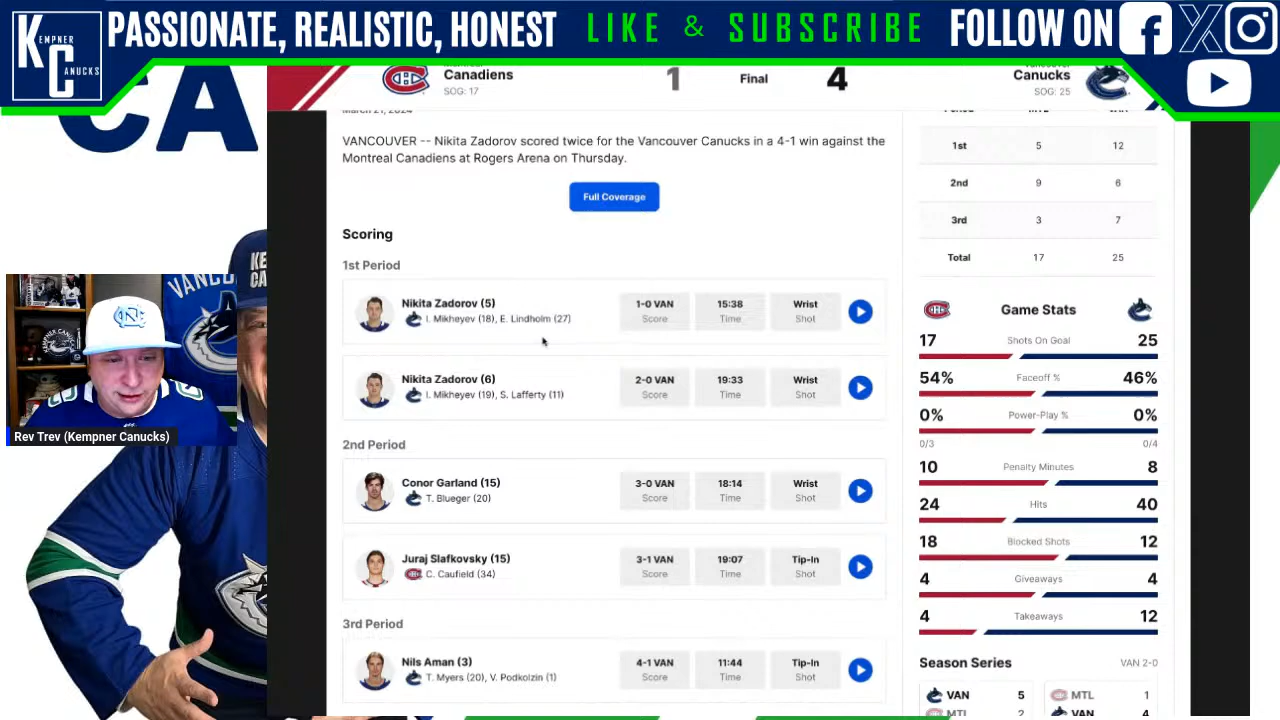 KEMPNER
CANUCKS
PASSIONATE, REALISTIC, HONEST
LIKE & SUBSCRIBE
FOLLOW ON
Canadiens
SOG: 17
1
Final
4
Canucks
SOG: 25
March 21, 2024
VANCOUVER -- Nikita Zadorov scored twice for the Vancouver Canucks in a 4-1 win against the
Montreal Canadiens at Rogers Arena on Thursday.
Full Coverage
Scoring
1st Period
Nikita Zadorov (5)
I. Mikheyev (18), E. Lindholm (27)
1-0 VAN
Score
15:38
Time
Wrist
Shot
Nikita Zadorov (6)
I. Mikheyev (19), S. Lafferty (11)
2-0 VAN
Score
19:33
Time
Wrist
Shot
2nd Period
Conor Garland (15)
T. Blueger (20)
3-0 VAN
Score
18:14
Time
Wrist
Shot
Juraj Slafkovsky (15)
C. Caufield (34)
3-1 VAN
Score
19:07
Time
Tip-In
Shot
3rd Period
Nils Aman (3)
T. Myers (20), V. Podkolzin (1)
4-1 VAN
Score
11:44
Time
Tip-In
Shot
1st 5 12
2nd 9 6
3rd 3 7
Total 17 25
Game Stats
17 Shots On Goal 25
54% Faceoff % 46%
0% Power-Play % 0%
0/3 0/4
10 Penalty Minutes 8
24 Hits 40
18 Blocked Shots 12
4 Giveaways 4
4 Takeaways 12
Season Series VAN 2-0
VAN 5
MTL 2
MTL 1
VAN 4
CA
VANCO
Rev Trev (Kempner Canucks)